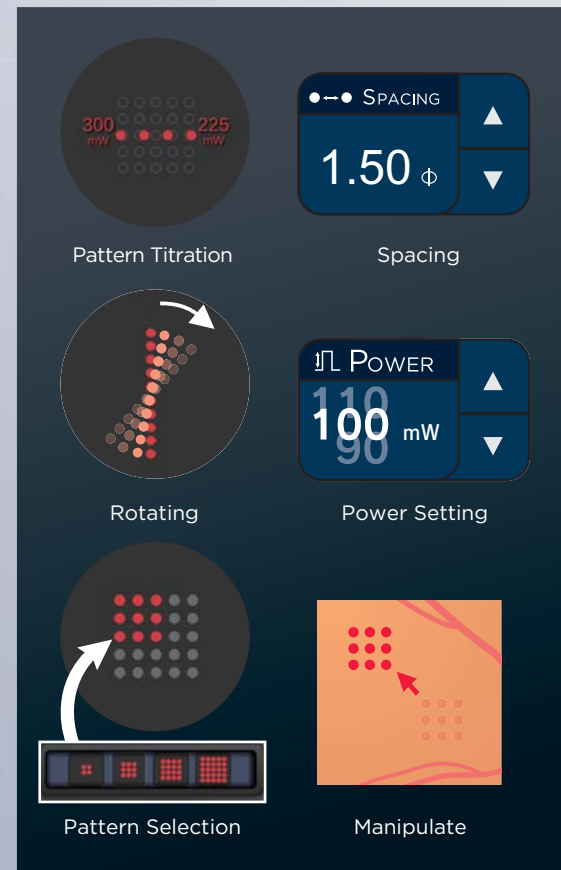 300 mW
225 mW
Pattern Titration
SPACING
1.50 Φ
Spacing
Rotating
POWER
110
100 mW
90
Power Setting
Pattern Selection
Manipulate